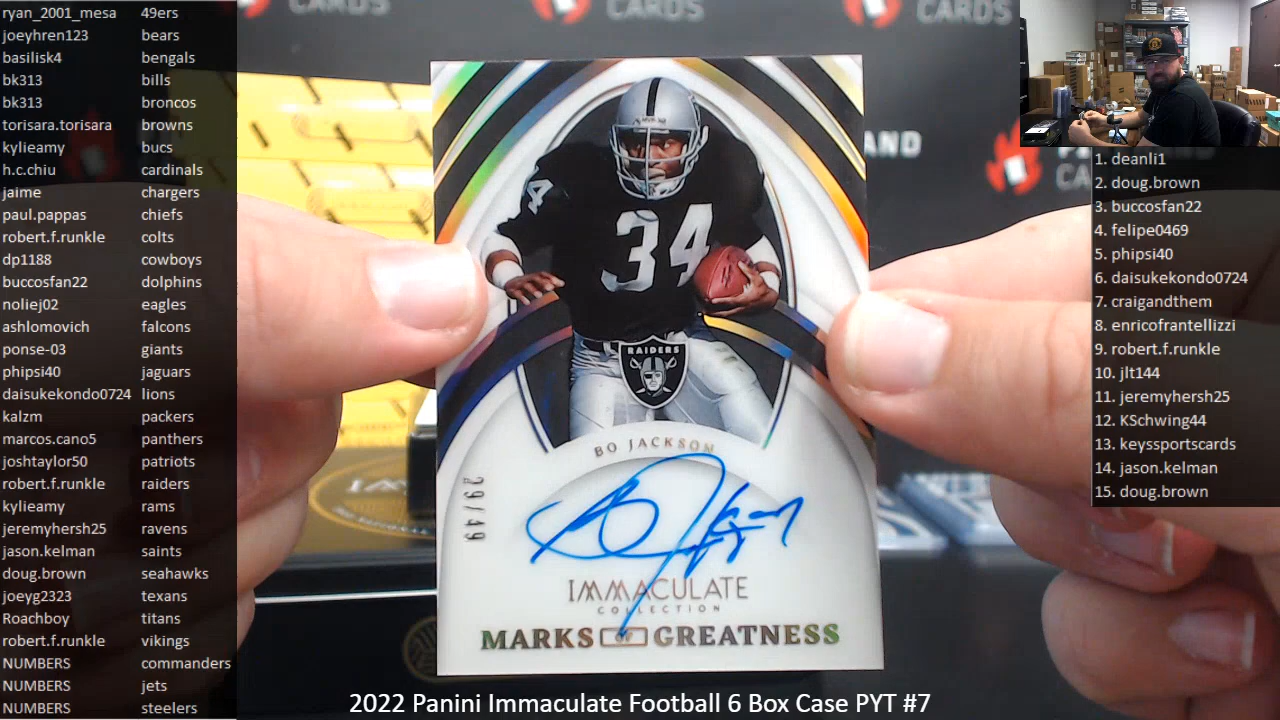 ryan_2001_mesa 49ers
joeyhren123 bears
basilisk4 bengals
bk313 bills
bk313 broncos
torisara.torisara browns
kylieamy bucs
h.c.chiu cardinals
jaime chargers
paul.pappas chiefs
robert.f.runkle colts
dp1188 cowboys
buccosfan22 dolphins
noliej02 eagles
ashlomovich falcons
ponse-03 giants
phipsi40 jaguars
daisukekondo0724 lions
kalzm packers
marcos.cano5 panthers
joshtaylor50 patriots
robert.f.runkle raiders
kylieamy rams
jeremyhersh25 ravens
jason.kelman saints
doug.brown seahawks
joeyg2323 texans
Roachboy titans
robert.f.runkle vikings
NUMBERS commanders
NUMBERS jets
NUMBERS steelers
CARDS
CARDS
CARDS
AND
CA
34
34
RAIDERS
BO JACKSON
29/49
IMMACULATE
COLLECTION
MARKS OF GREATNESS
1. deanli1
2. doug.brown
3. buccosfan22
4. felipe0469
5. phipsi40
6. daisukekondo0724
7. craigandthem
8. enricofrantellizzi
9. robert.f.runkle
10. jlt144
11. jeremyhersh25
12. KSchwing44
13. keyssportscards
14. jason.kelman
15. doug.brown
2022 Panini Immaculate Football 6 Box Case PYT #7